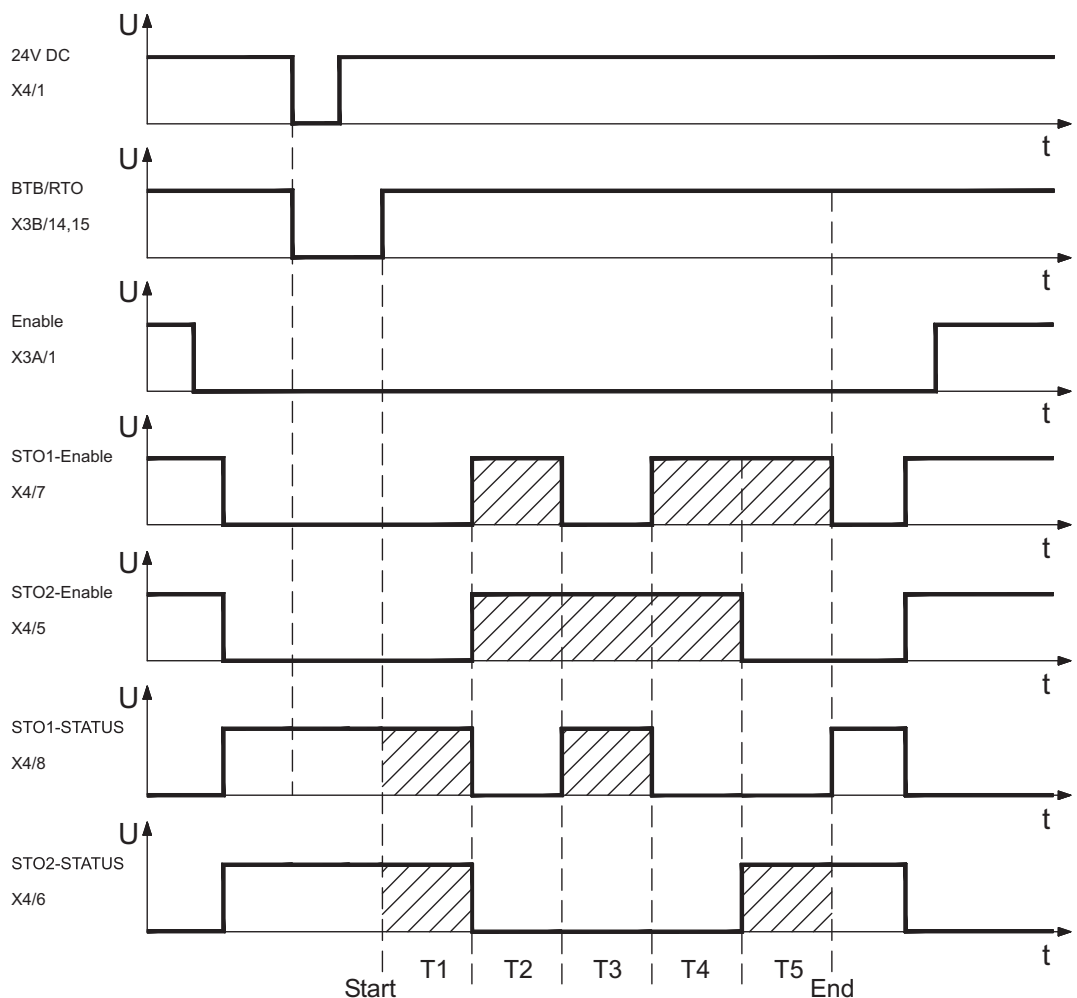 U
24V DC
X4/1
t
U
BTB/RTO
X3B/14,15
t
U
Enable
X3A/1
t
U
STO1-Enable
X4/7
t
U
STO2-Enable
X4/5
t
U
STO1-STATUS
X4/8
t
U
STO2-STATUS
X4/6
t
T1 T2 T3 T4 T5
Start End